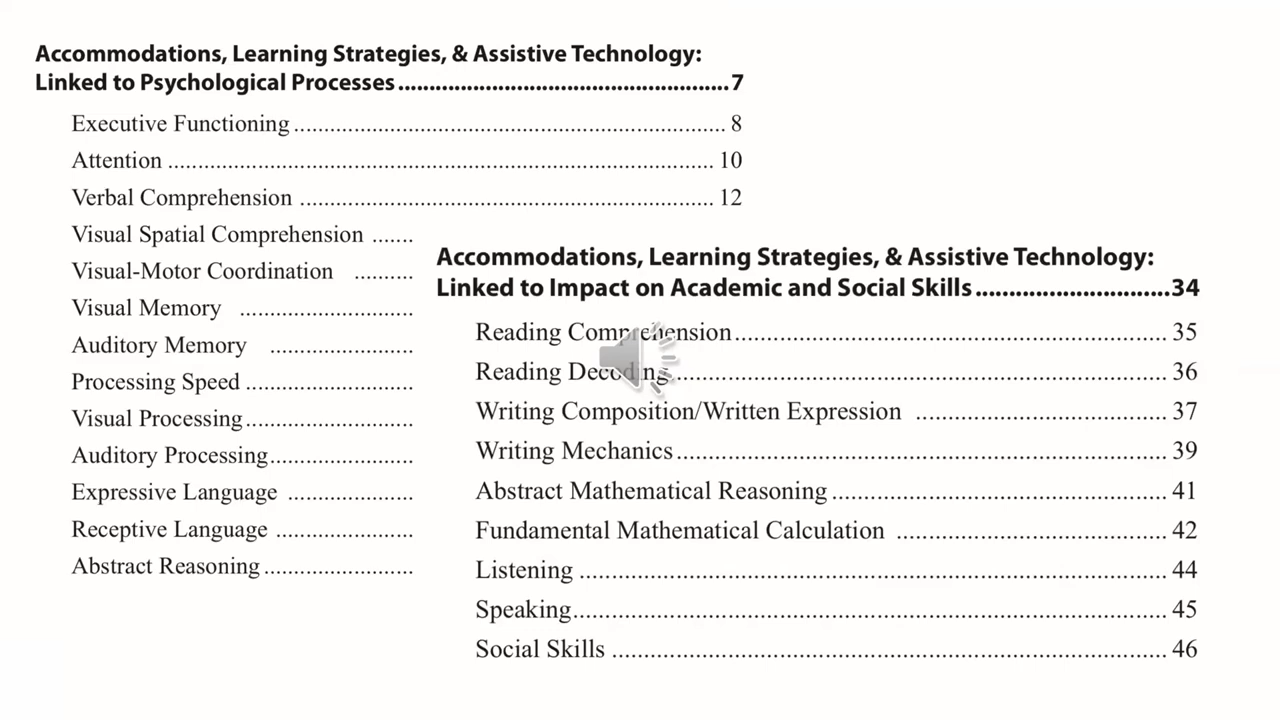 Accommodations, Learning Strategies, & Assistive Technology:
Linked to Psychological Processes.....................................................7
Executive Functioning........................................................... 8
Attention .......................................................................... 10
Verbal Comprehension ........................................................ 12
Visual Spatial Comprehension .......
Visual-Motor Coordination ..........
Visual Memory ..............................
Auditory Memory ........................
Processing Speed .............................
Visual Processing.............................
Auditory Processing.........................
Expressive Language ......................
Receptive Language ........................
Abstract Reasoning..........................
Accommodations, Learning Strategies, & Assistive Technology:
Linked to Impact on Academic and Social Skills.............................34
Reading Comprehension.................................................................... 35
Reading Decoding............................................................................. 36
Writing Composition/Written Expression ....................................... 37
Writing Mechanics............................................................................ 39
Abstract Mathematical Reasoning.................................................... 41
Fundamental Mathematical Calculation .......................................... 42
Listening ........................................................................................... 44
Speaking............................................................................................ 45
Social Skills ...................................................................................... 46